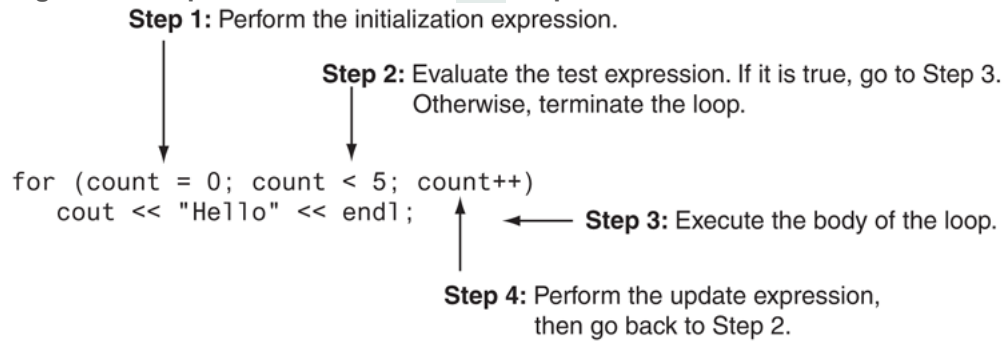 Step 1: Perform the initialization expression.
Step 2: Evaluate the test expression. If it is true, go to Step 3.
Otherwise, terminate the loop.
for (count = 0; count < 5; count++)
cout << "Hello" << endl;
Step 3: Execute the body of the loop.
Step 4: Perform the update expression,
then go back to Step 2.